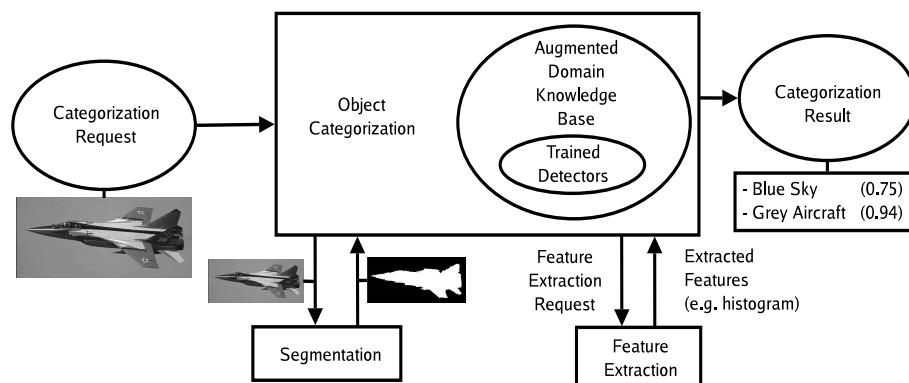 Categorization
Request
Object
Categorization
Augmented
Domain
Knowledge
Base
Trained
Detectors
Categorization
Result
- Blue Sky (0.75)
- Grey Aircraft (0.94)
Feature
Extraction
Request
Extracted
Features
(e.g. histogram)
Segmentation
Feature
Extraction